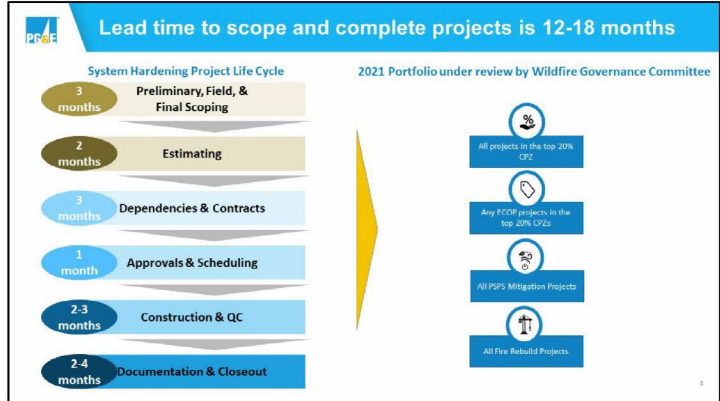 PG&E
Lead time to scope and complete projects is 12-18 months
System Hardening Project Life Cycle
3
months
Preliminary, Field, &
Final Scoping
2
months
Estimating
3
months
Dependencies & Contracts
1
month
Approvals & Scheduling
2-3
months
Construction & QC
2-4
months
Documentation & Closeout
2021 Portfolio under review by Wildfire Governance Committee
%
All projects in the top 20%
CPZ
Any ECOP projects in the
top 20% CPZs
All PSPS Mitigation Projects
All Fire Rebuild Projects